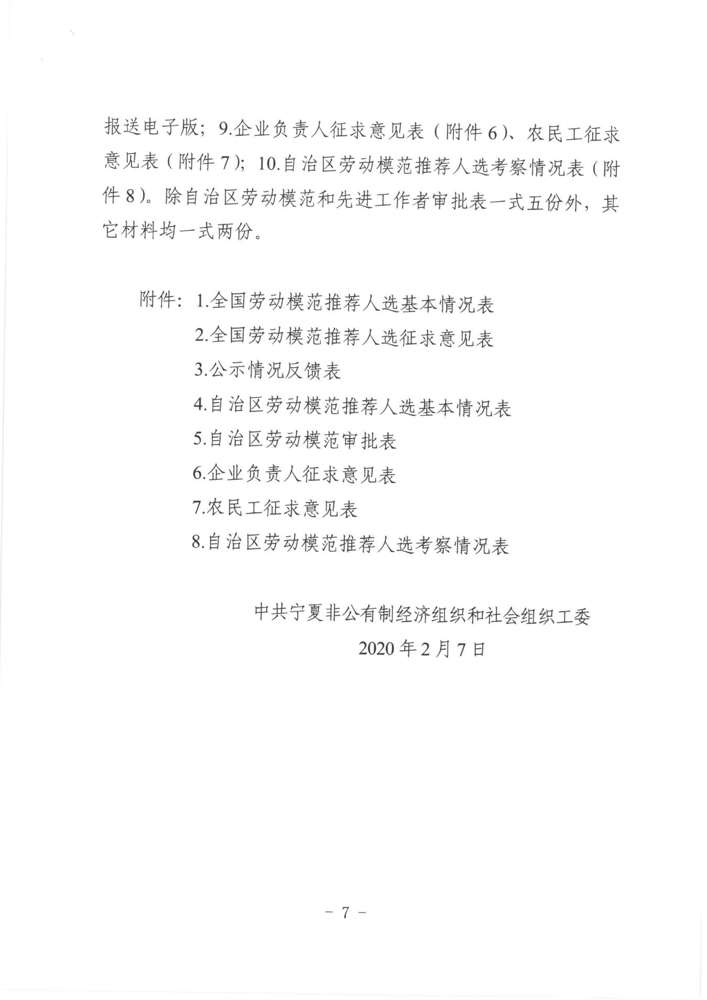 报送电子版；9.企业负责人征求意见表（附件6）、农民工征求
意见表（附件7）；10.自治区劳动模范推荐人选考察情况表（附
件8）。除自治区劳动模范和先进工作者审批表一式五份外，其
它材料均一式两份。
附件：1.全国劳动模范推荐人选基本情况表
2.全国劳动模范推荐人选征求意见表
3.公示情况反馈表
4.自治区劳动模范推荐人选基本情况表
5.自治区劳动模范审批表
6.企业负责人征求意见表
7.农民工征求意见表
8.自治区劳动模范推荐人选考察情况表
中共宁夏非公有制经济组织和社会组织工委
2020年2月7日
- 7 -